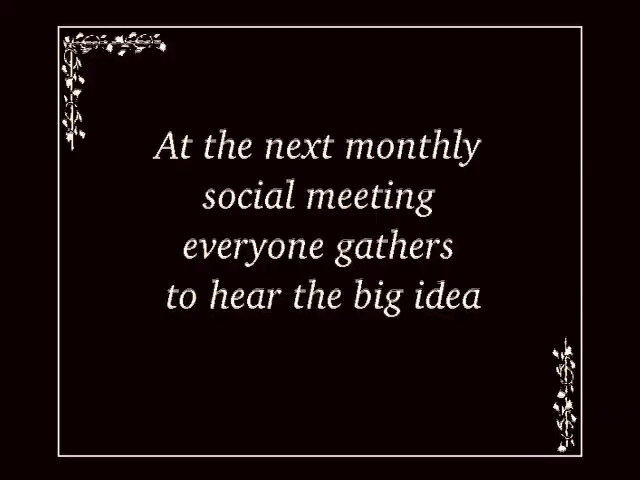 At the next monthly
social meeting
everyone gathers
to hear the big idea